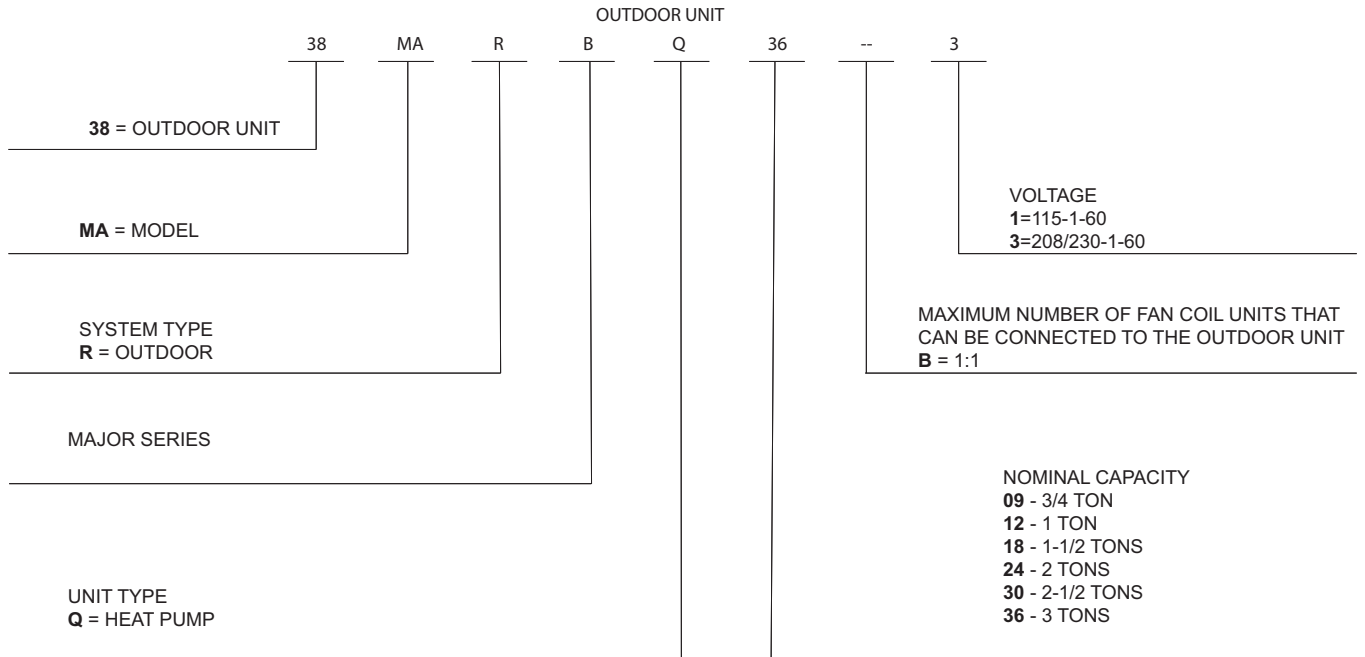 OUTDOOR UNIT
38 MA R B Q 36 -- 3
38 = OUTDOOR UNIT
MA = MODEL
SYSTEM TYPE
R = OUTDOOR
MAJOR SERIES
UNIT TYPE
Q = HEAT PUMP
VOLTAGE
1=115-1-60
3=208/230-1-60
MAXIMUM NUMBER OF FAN COIL UNITS THAT
CAN BE CONNECTED TO THE OUTDOOR UNIT
B = 1:1
NOMINAL CAPACITY
09 - 3/4 TON
12 - 1 TON
18 - 1-1/2 TONS
24 - 2 TONS
30 - 2-1/2 TONS
36 - 3 TONS